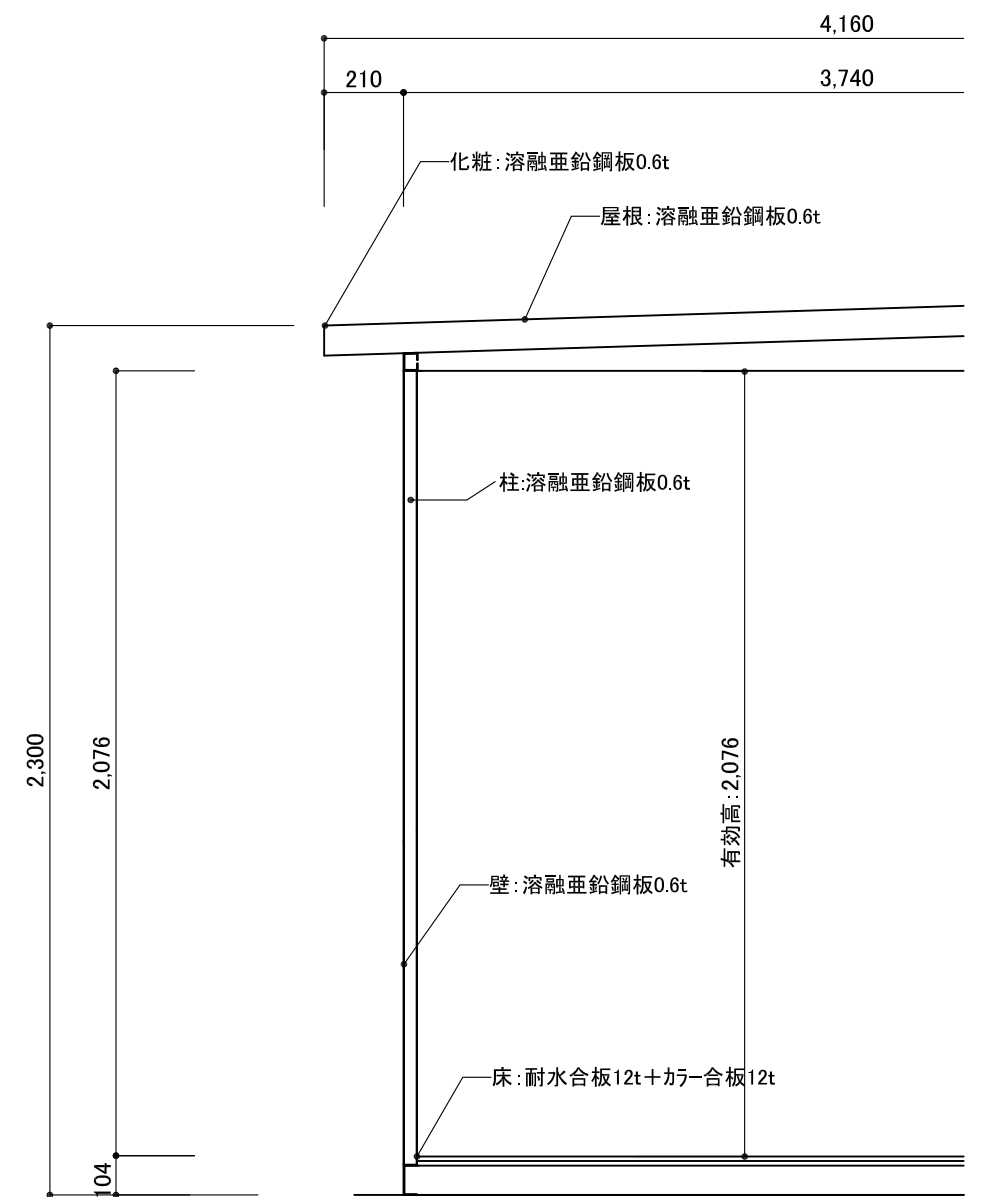 4,160
210
3,740
化粧：溶融亜鉛鋼板0.6t
屋根：溶融亜鉛鋼板0.6t
柱:溶融亜鉛鋼板0.6t
2,300
2,076
有効高：2,076
壁：溶融亜鉛鋼板0.6t
床：耐水合板12t＋ｶﾗｰ合板12t
104